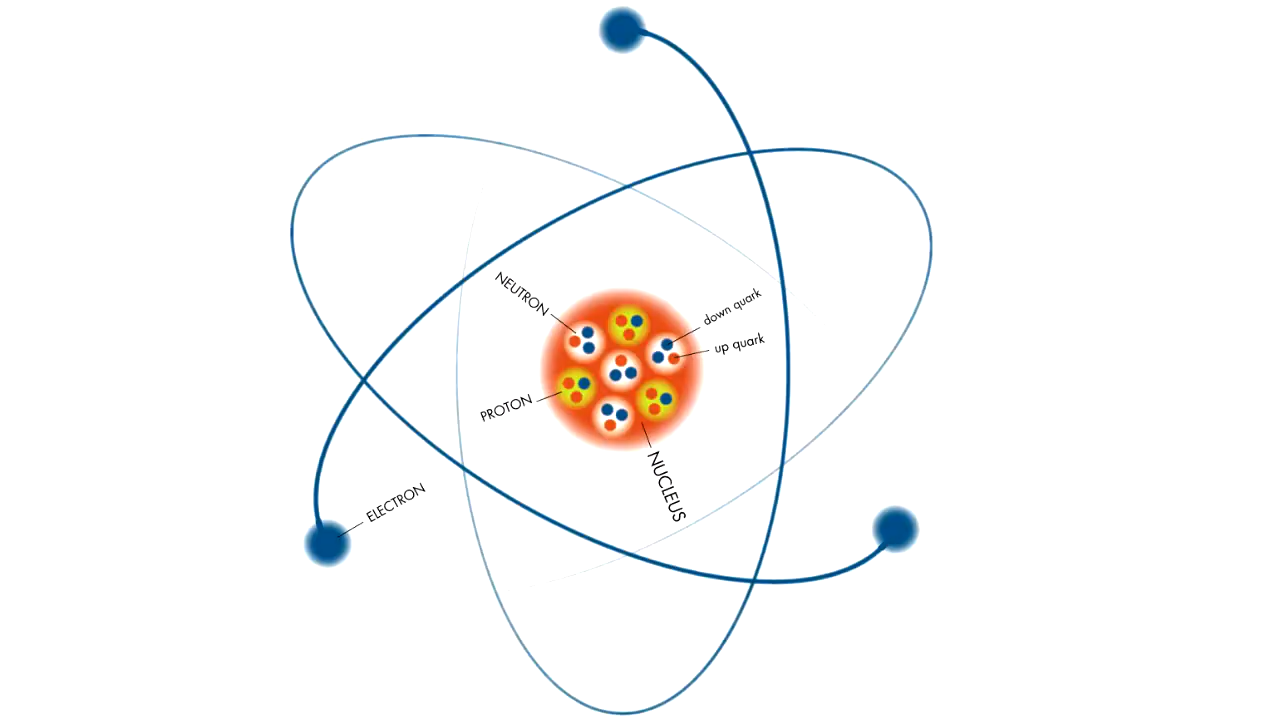 NEUTRON
down quark
up quark
PROTON
NUCLEUS
ELECTRON